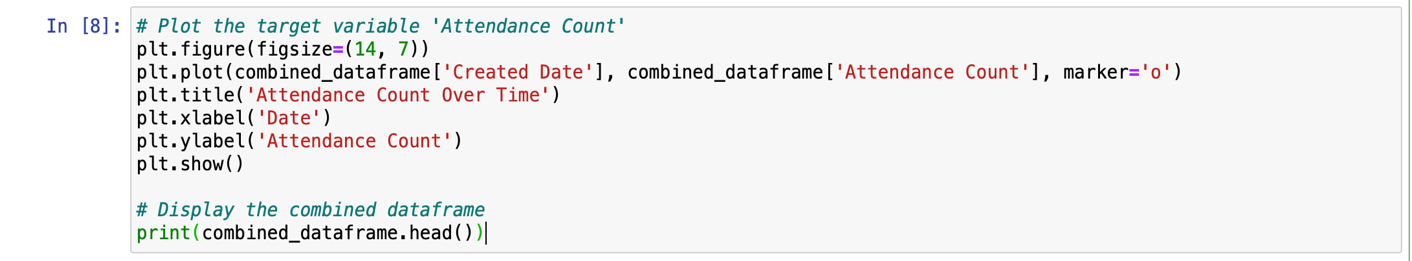 In [8]: # Plot the target variable 'Attendance Count'
plt.figure(figsize=(14, 7))
plt.plot(combined_dataframe['Created Date'], combined_dataframe['Attendance Count'], marker='o')
plt.title('Attendance Count Over Time')
plt.xlabel('Date')
plt.ylabel('Attendance Count')
plt.show()
# Display the combined dataframe
print(combined_dataframe.head())